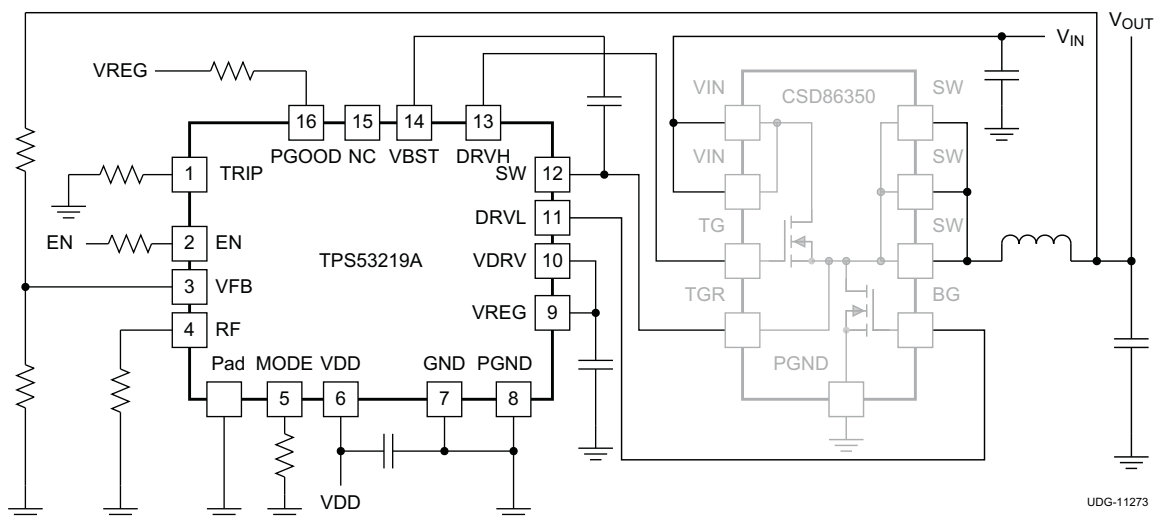 VOUT
VREG
VIN
VIN
CSD86350
SW
16
15
14
13
PGOOD
NC
VBST
DRVH
1
TRIP
SW
12
VIN
SW
DRVL
11
TG
SW
EN
2
EN
TPS53219A
VDRV
10
3
VFB
TGR
BG
VREG
9
4
RF
Pad
MODE
VDD
GND
PGND
PGND
5
6
7
8
VDD
UDG-11273